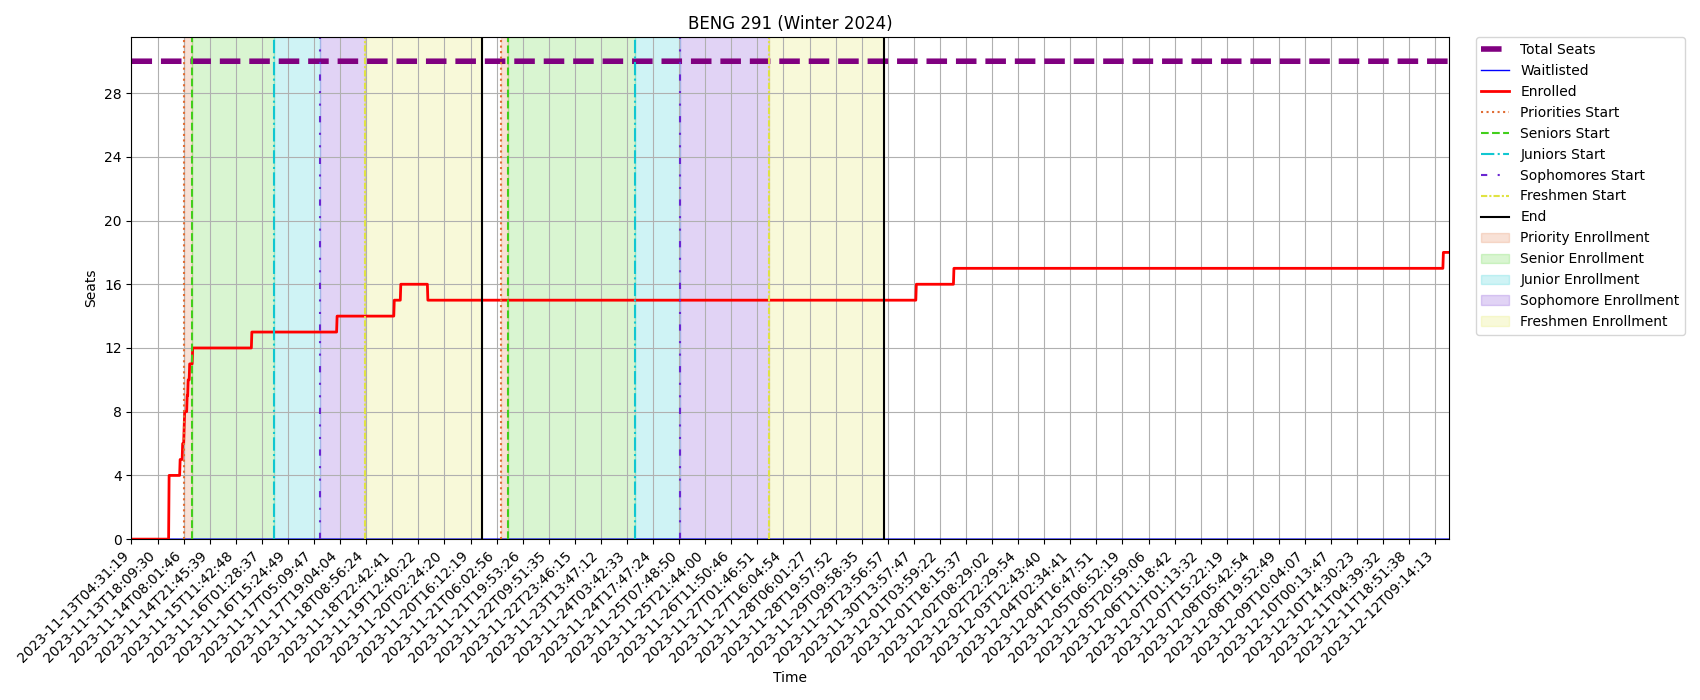 BENG 291 (Winter 2024)
Seats
28
24
20
16
12
8
4
0
2023-11-13T04:31:19
2023-11-13T18:09:30
2023-11-14T08:01:46
2023-11-14T21:45:39
2023-11-15T11:42:48
2023-11-16T01:28:37
2023-11-16T15:24:49
2023-11-17T05:09:47
2023-11-17T19:04:04
2023-11-18T08:56:24
2023-11-18T22:42:41
2023-11-19T12:40:22
2023-11-20T02:24:20
2023-11-20T16:12:19
2023-11-21T06:02:56
2023-11-21T19:53:26
2023-11-22T09:51:35
2023-11-22T23:46:15
2023-11-23T13:47:12
2023-11-24T03:42:33
2023-11-24T17:47:24
2023-11-25T07:48:50
2023-11-25T21:44:00
2023-11-26T11:50:46
2023-11-27T01:46:51
2023-11-27T16:04:54
2023-11-28T06:01:27
2023-11-28T19:57:52
2023-11-29T09:58:35
2023-11-29T23:56:57
2023-11-30T13:57:47
2023-12-01T03:59:22
2023-12-01T18:15:37
2023-12-02T08:29:02
2023-12-02T22:29:54
2023-12-03T12:43:40
2023-12-04T02:34:41
2023-12-04T16:47:51
2023-12-05T06:52:19
2023-12-05T20:59:06
2023-12-06T11:18:42
2023-12-07T01:13:32
2023-12-07T15:22:19
2023-12-08T05:42:54
2023-12-08T19:52:49
2023-12-09T10:04:07
2023-12-10T00:13:47
2023-12-10T14:30:23
2023-12-11T04:39:32
2023-12-11T18:51:38
2023-12-12T09:14:13
Time
Total Seats
Waitlisted
Enrolled
Priorities Start
Seniors Start
Juniors Start
Sophomores Start
Freshmen Start
End
Priority Enrollment
Senior Enrollment
Junior Enrollment
Sophomore Enrollment
Freshmen Enrollment